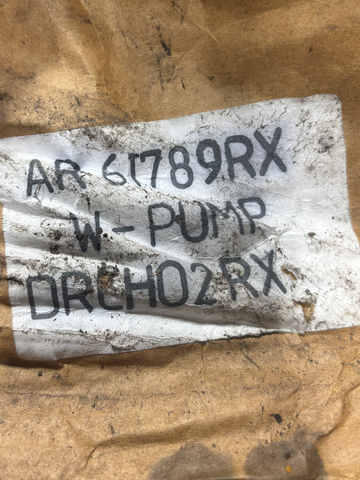 AR 61789RX
W-PUMP
DRCH02RX